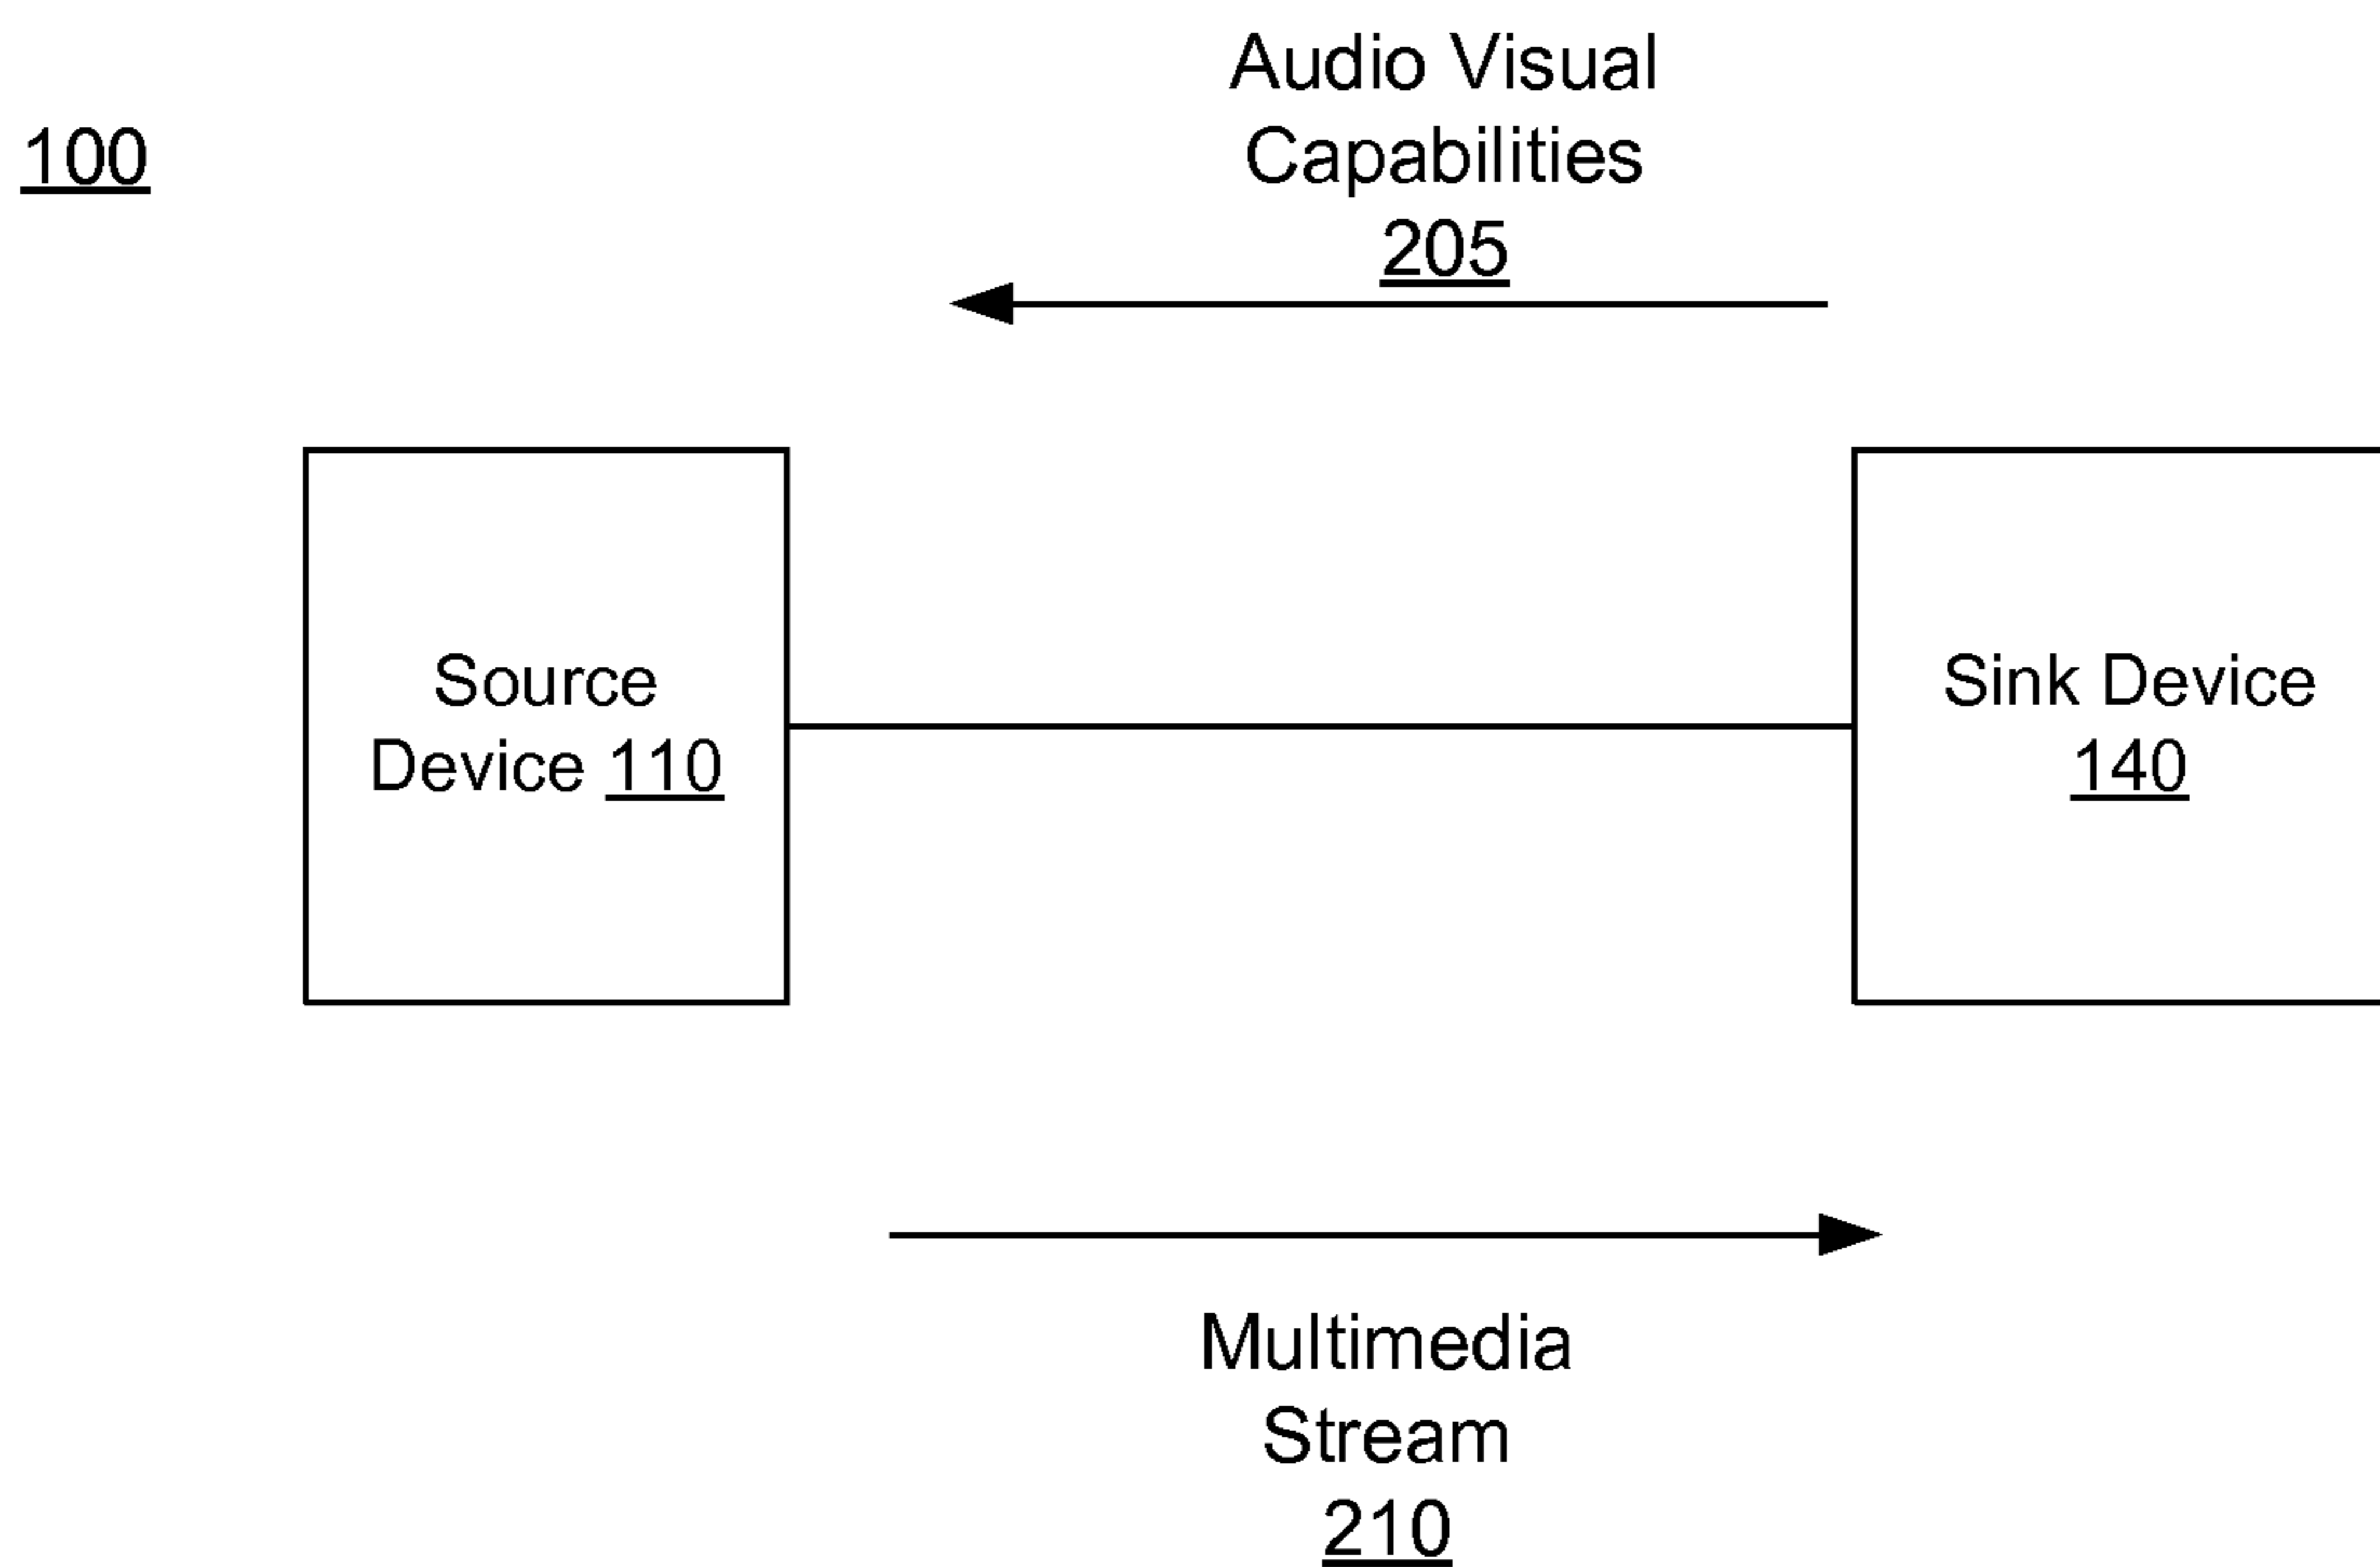 100
Audio Visual
Capabilities
205
Source
Device 110
Sink Device
140
Multimedia
Stream
210